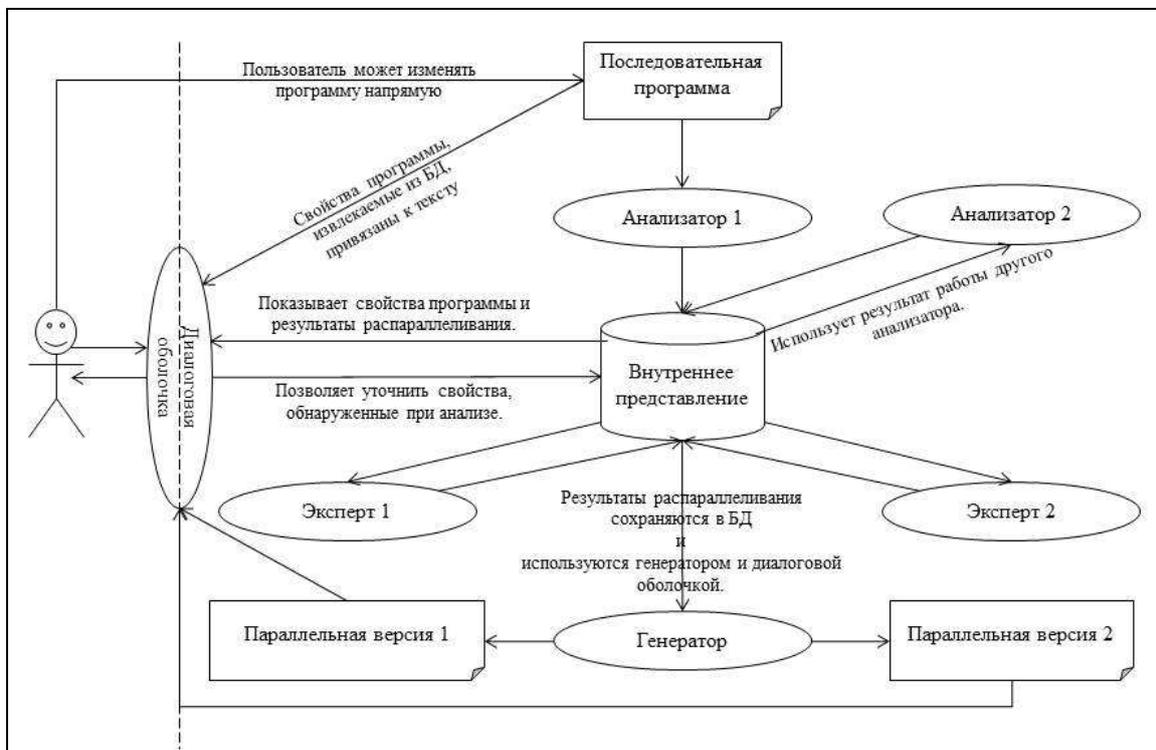 Пользователь может изменять
программу напрямую
Последовательная
программа
Свойства программы,
извлекаемые из БД,
привязаны к тексту
Анализатор 1
Анализатор 2
Использует результат работы другого
анализатора.
Показывает свойства программы и
результаты распараллеливания.
Диалоговая
оболочка
Внутреннее
представление
Позволяет уточнить свойства,
обнаруженные при анализе.
Эксперт 1
Результаты распараллеливания
сохраняются в БД
и
используются генератором и диалоговой
оболочкой.
Эксперт 2
Параллельная версия 1
Генератор
Параллельная версия 2